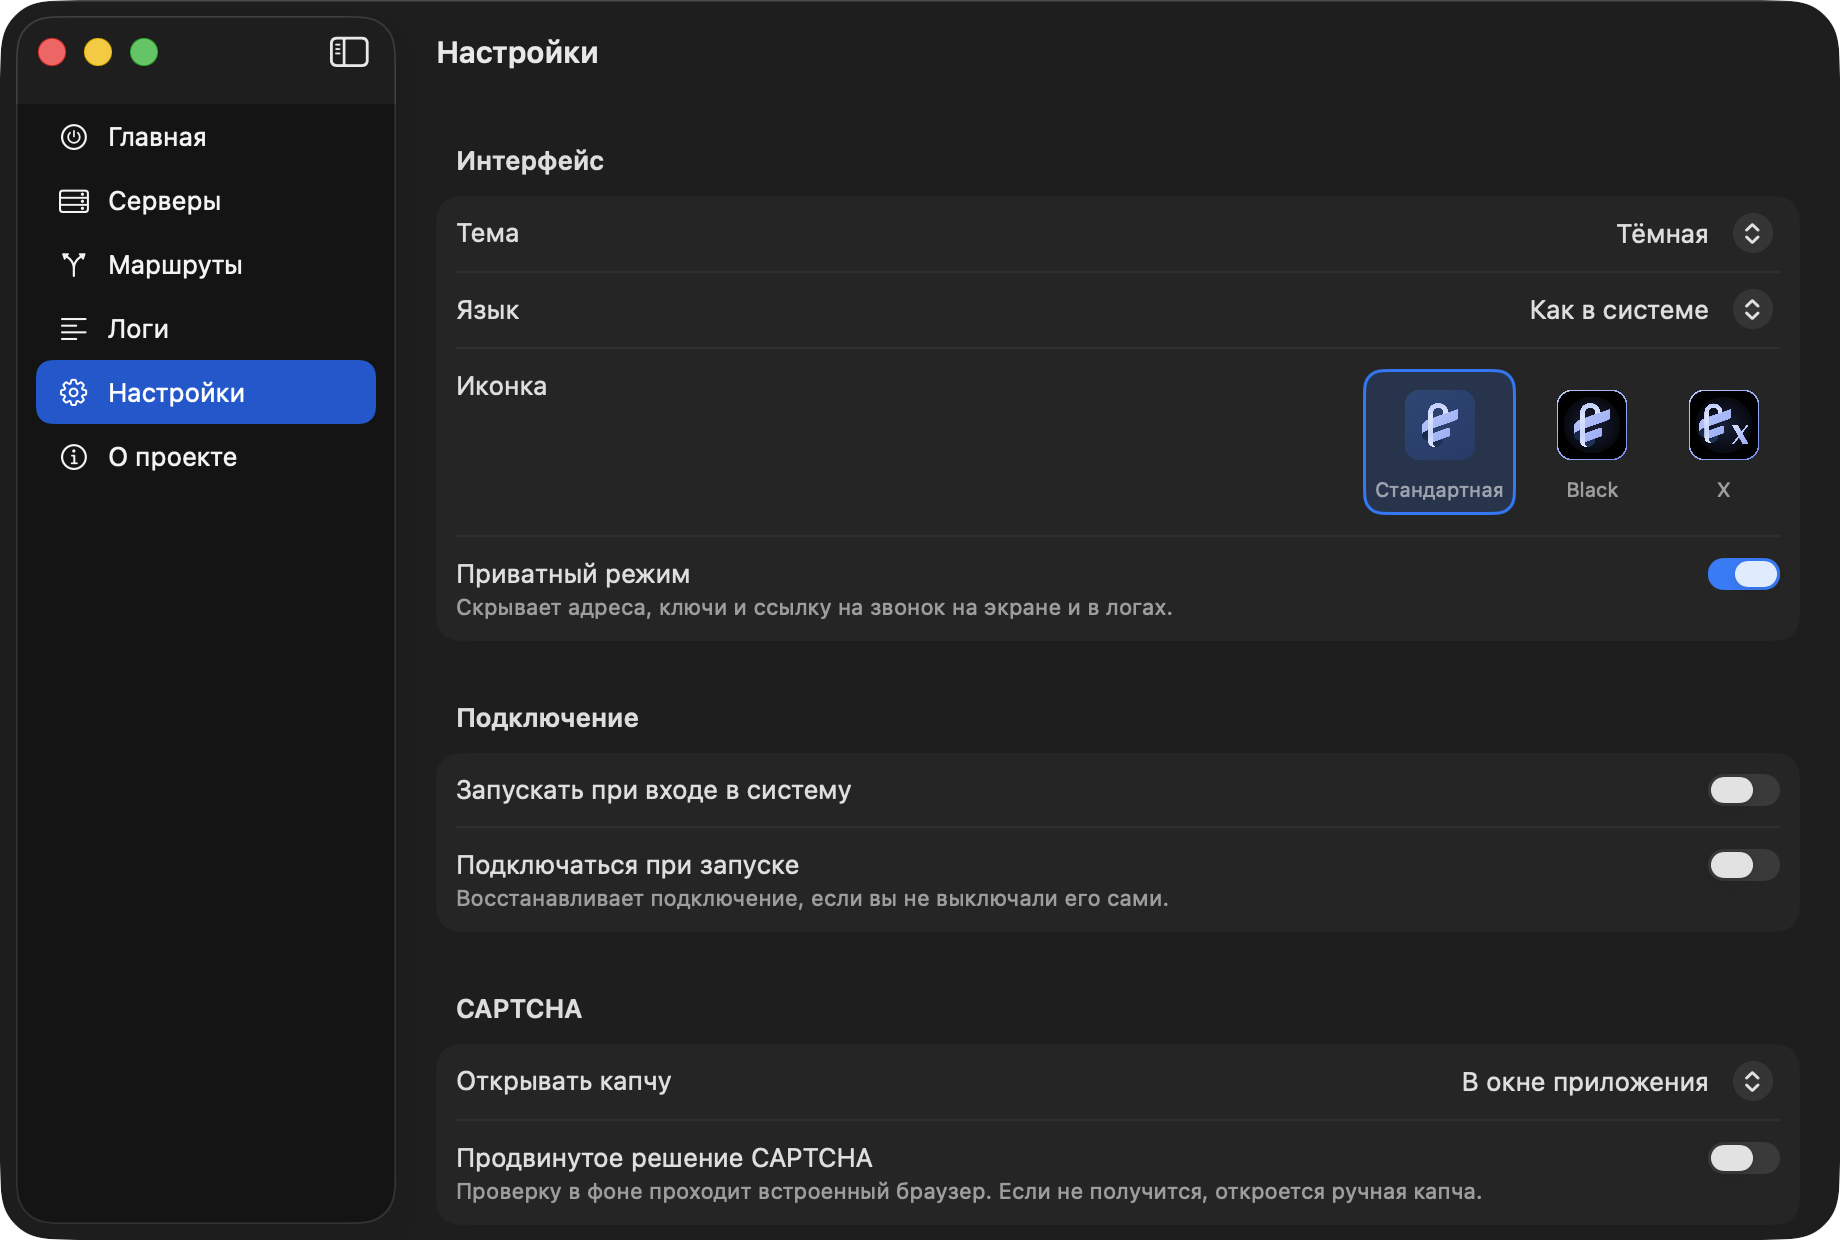 Настройки
Главная
Серверы
Маршруты
Логи
Настройки
О проекте
Интерфейс
Тема
Тёмная
Язык
Как в системе
Иконка
Стандартная
Black
X
Приватный режим
Скрывает адреса, ключи и ссылку на звонок на экране и в логах.
Подключение
Запускать при входе в систему
Подключаться при запуске
Восстанавливает подключение, если вы не выключали его сами.
CAPTCHA
Открывать капчу
В окне приложения
Продвинутое решение CAPTCHA
Проверку в фоне проходит встроенный браузер. Если не получится, откроется ручная капча.